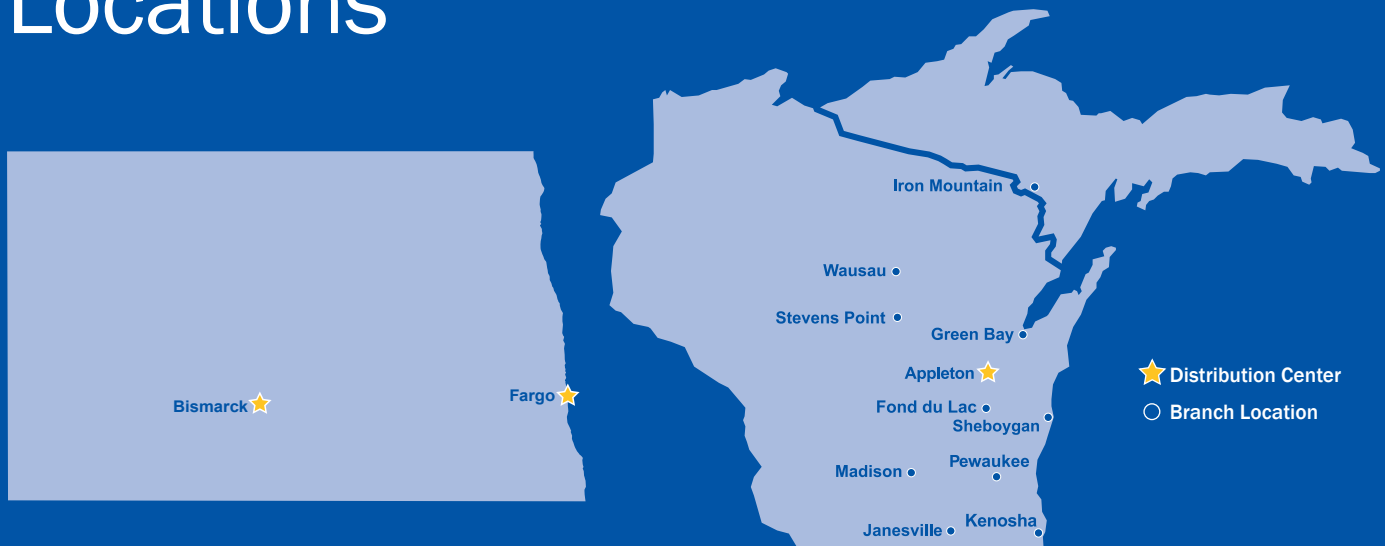 Locations
Iron Mountain
Wausau
Stevens Point
Green Bay
Appleton
Distribution Center
Fargo
Bismarck
Fond du Lac
Branch Location
Sheboygan
Pewaukee
Madison
Kenosha
Janesville